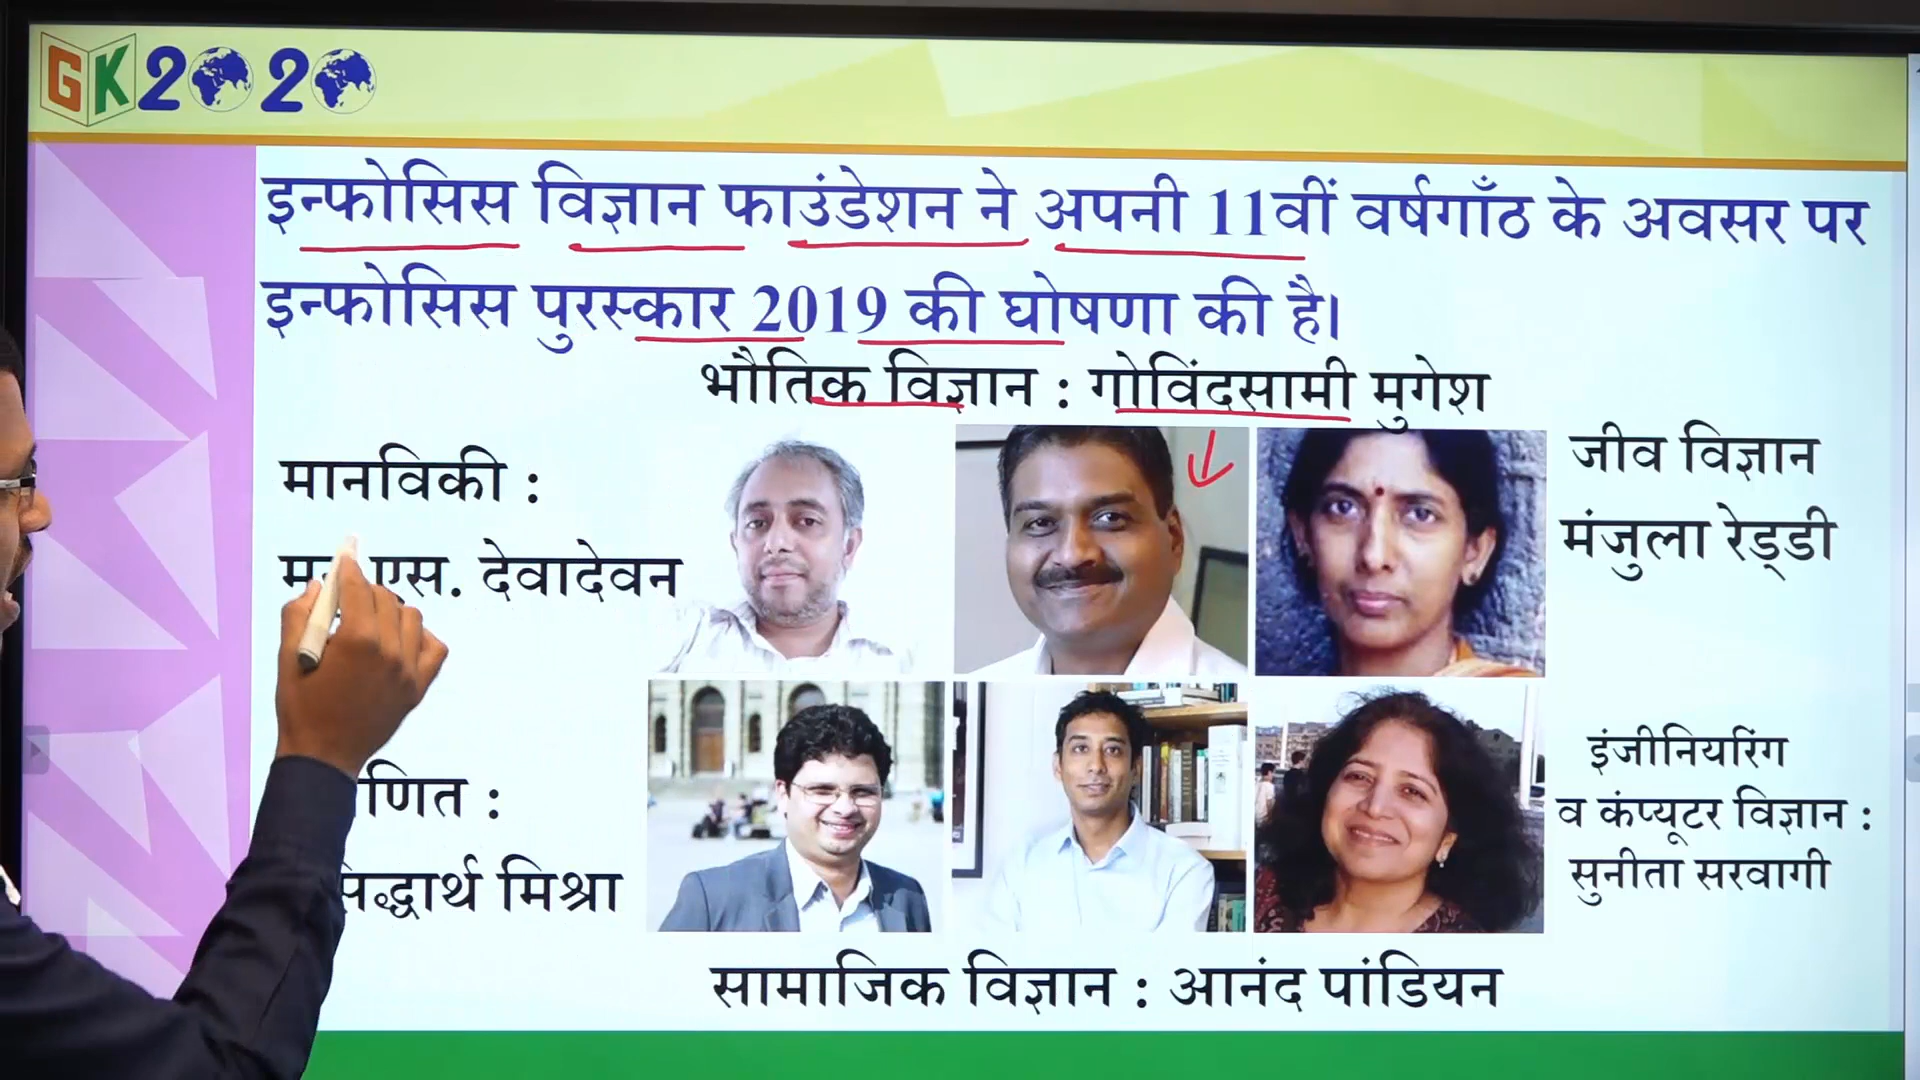 GK2020
इन्फोसिस विज्ञान फाउंडेशन ने अपनी 11वीं वर्षगाँठ के अवसर पर
इन्फोसिस पुरस्कार 2019 की घोषणा की है।
भौतिक विज्ञान : गोविंदसामी मुगेश
मानविकी :
एस. देवादेवन
जीव विज्ञान
मंजुला रेड्डी
गणित :
सिद्धार्थ मिश्रा
इंजीनियरिंग
व कंप्यूटर विज्ञान :
सुनीता सरवागी
सामाजिक विज्ञान : आनंद पांडियन